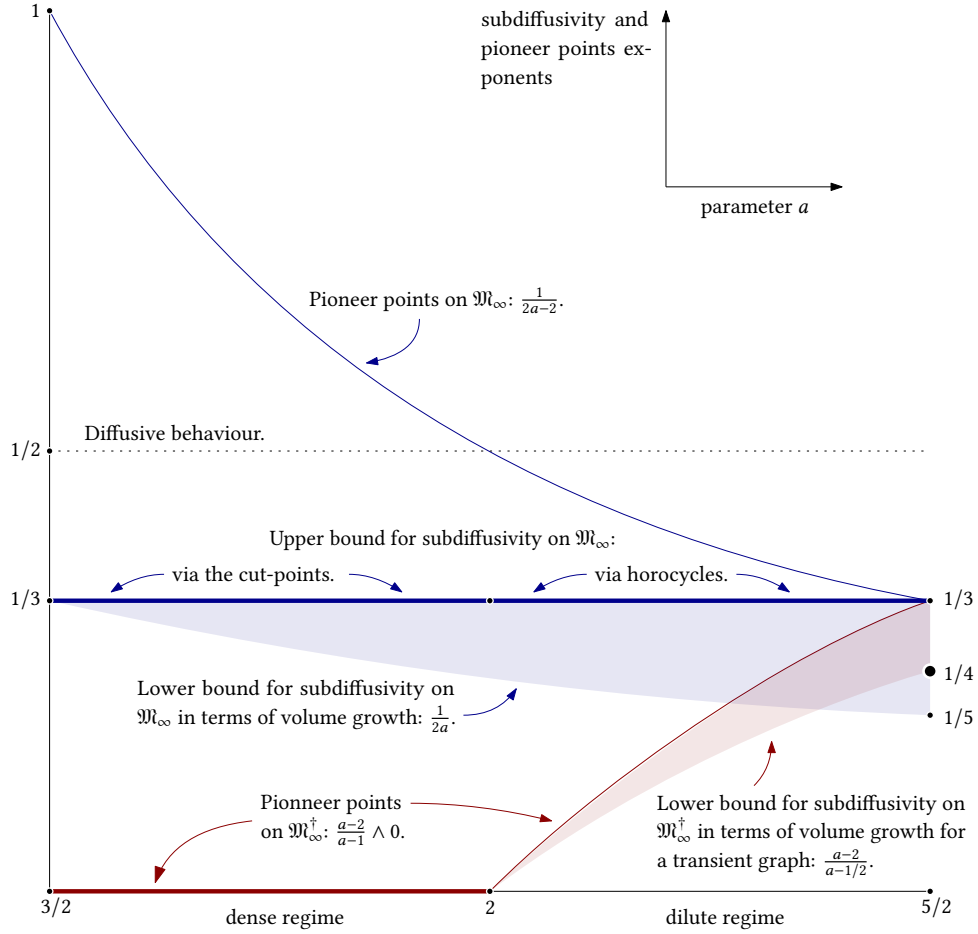 1
subdiffusivity and
pioneer points ex-
ponents
parameter a
Pioneer points on 𝔐∞: 1/(2a−2).
Diffusive behaviour.
1/2
Upper bound for subdiffusivity on 𝔐∞:
via the cut-points.
via horocycles.
1/3
1/3
1/4
1/5
Lower bound for subdiffusivity on
𝔐∞ in terms of volume growth: 1/(2a).
Pionneer points
on 𝔐∞†: (a−2)/(a−1) ∧ 0.
Lower bound for subdiffusivity on
𝔐∞† in terms of volume growth for
a transient graph: (a−2)/(a−1/2).
3/2
dense regime
2
dilute regime
5/2